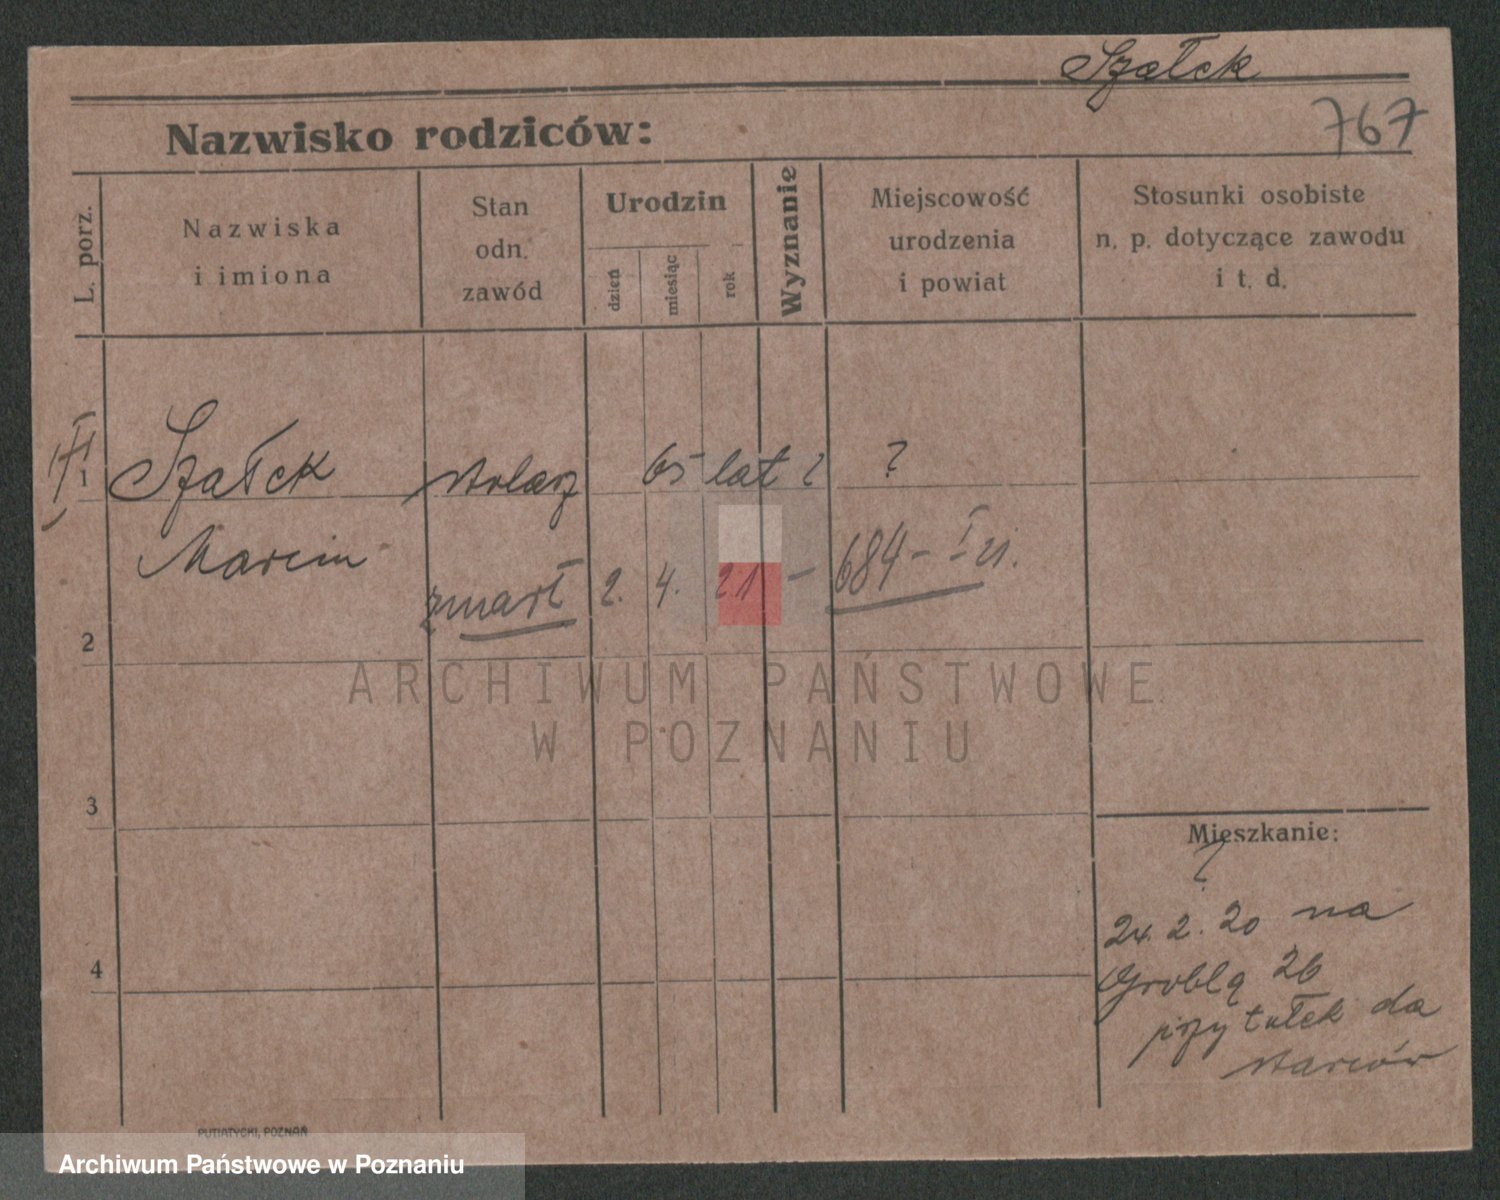 Szałek
767
Nazwisko rodziców:
L. porz.
Nazwiska
i imiona
Stan
odn.
zawód
Urodzin
dzień
miesiąc
rok
Wyznanie
Miejscowość
urodzenia
i powiat
Stosunki osobiste
n. p. dotyczące zawodu
i t. d.
1 Szałek stolarz 65 lat ? ?
Marcin
zmarł 2. 4. 21 – 684 – I
2
ARCHIWUM PAŃSTWOWE
W POZNANIU
3
Mieszkanie:
?
24. 2. 20 na
4
Groblą 26
przytułek dla
starców
PUTIATYCKI, POZNAŃ
Archiwum Państwowe w Poznaniu